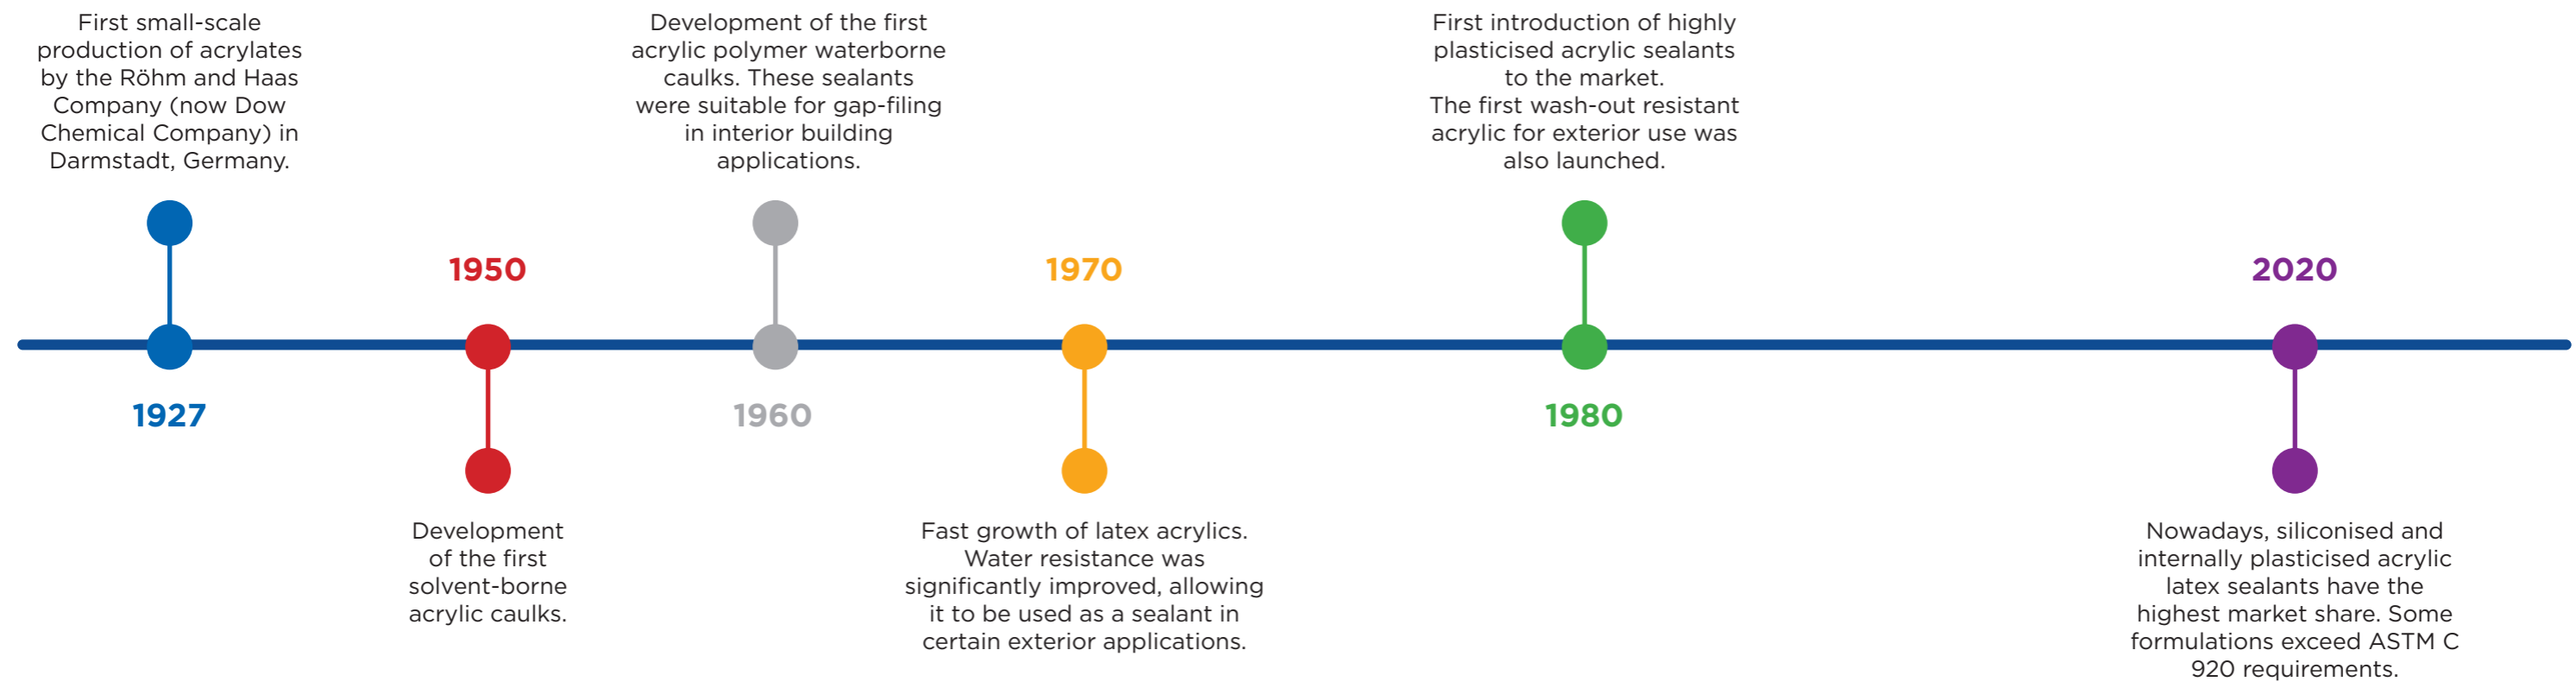 First small-scale
production of acrylates
by the Röhm and Haas
Company (now Dow
Chemical Company) in
Darmstadt, Germany.
1927
1950
Development
of the first
solvent-borne
acrylic caulks.
Development of the first
acrylic polymer waterborne
caulks. These sealants
were suitable for gap-filing
in interior building
applications.
1960
1970
Fast growth of latex acrylics.
Water resistance was
significantly improved, allowing
it to be used as a sealant in
certain exterior applications.
First introduction of highly
plasticised acrylic sealants
to the market.
The first wash-out resistant
acrylic for exterior use was
also launched.
1980
2020
Nowadays, siliconised and
internally plasticised acrylic
latex sealants have the
highest market share. Some
formulations exceed ASTM C
920 requirements.